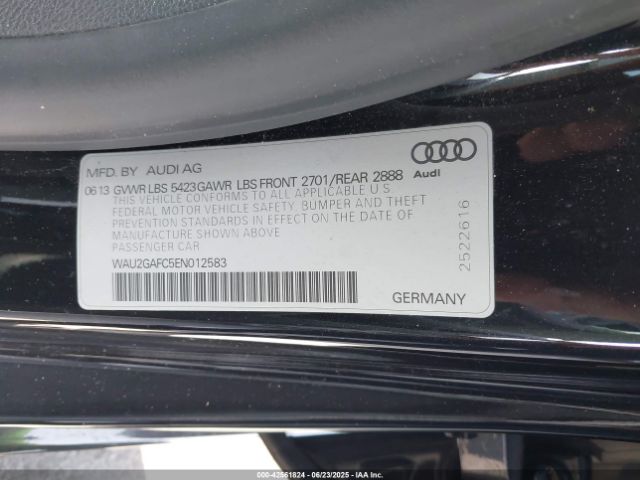 MFD. BY AUDI AG
Audi
0613 GVWR LBS 5423 GAWR LBS FRONT 2701/REAR 2888
THIS VEHICLE CONFORMS TO ALL APPLICABLE U.S.
FEDERAL MOTOR VEHICLE SAFETY, BUMPER AND THEFT
PREVENTION STANDARDS IN EFFECT ON THE DATE OF
MANUFACTURE SHOWN ABOVE
PASSENGER CAR
WAU2GAFC5EN012583
GERMANY
2522616
000-42561824 - 06/23/2025 - IAA, Inc.